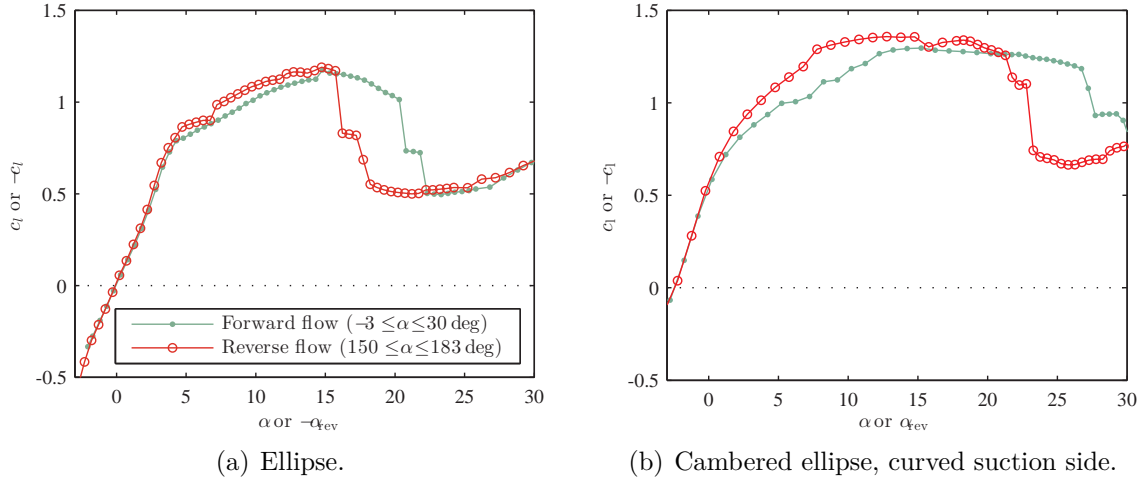 1.5
1
0.5
0
-0.5
c_l or −c_l
0 5 10 15 20 25 30
α or −α_rev
Forward flow (−3 ≤α≤30 deg)
Reverse flow (150 ≤α≤183 deg)
(a) Ellipse.
1.5
1
0.5
0
-0.5
c_l or −c_l
0 5 10 15 20 25 30
α or α_rev
(b) Cambered ellipse, curved suction side.